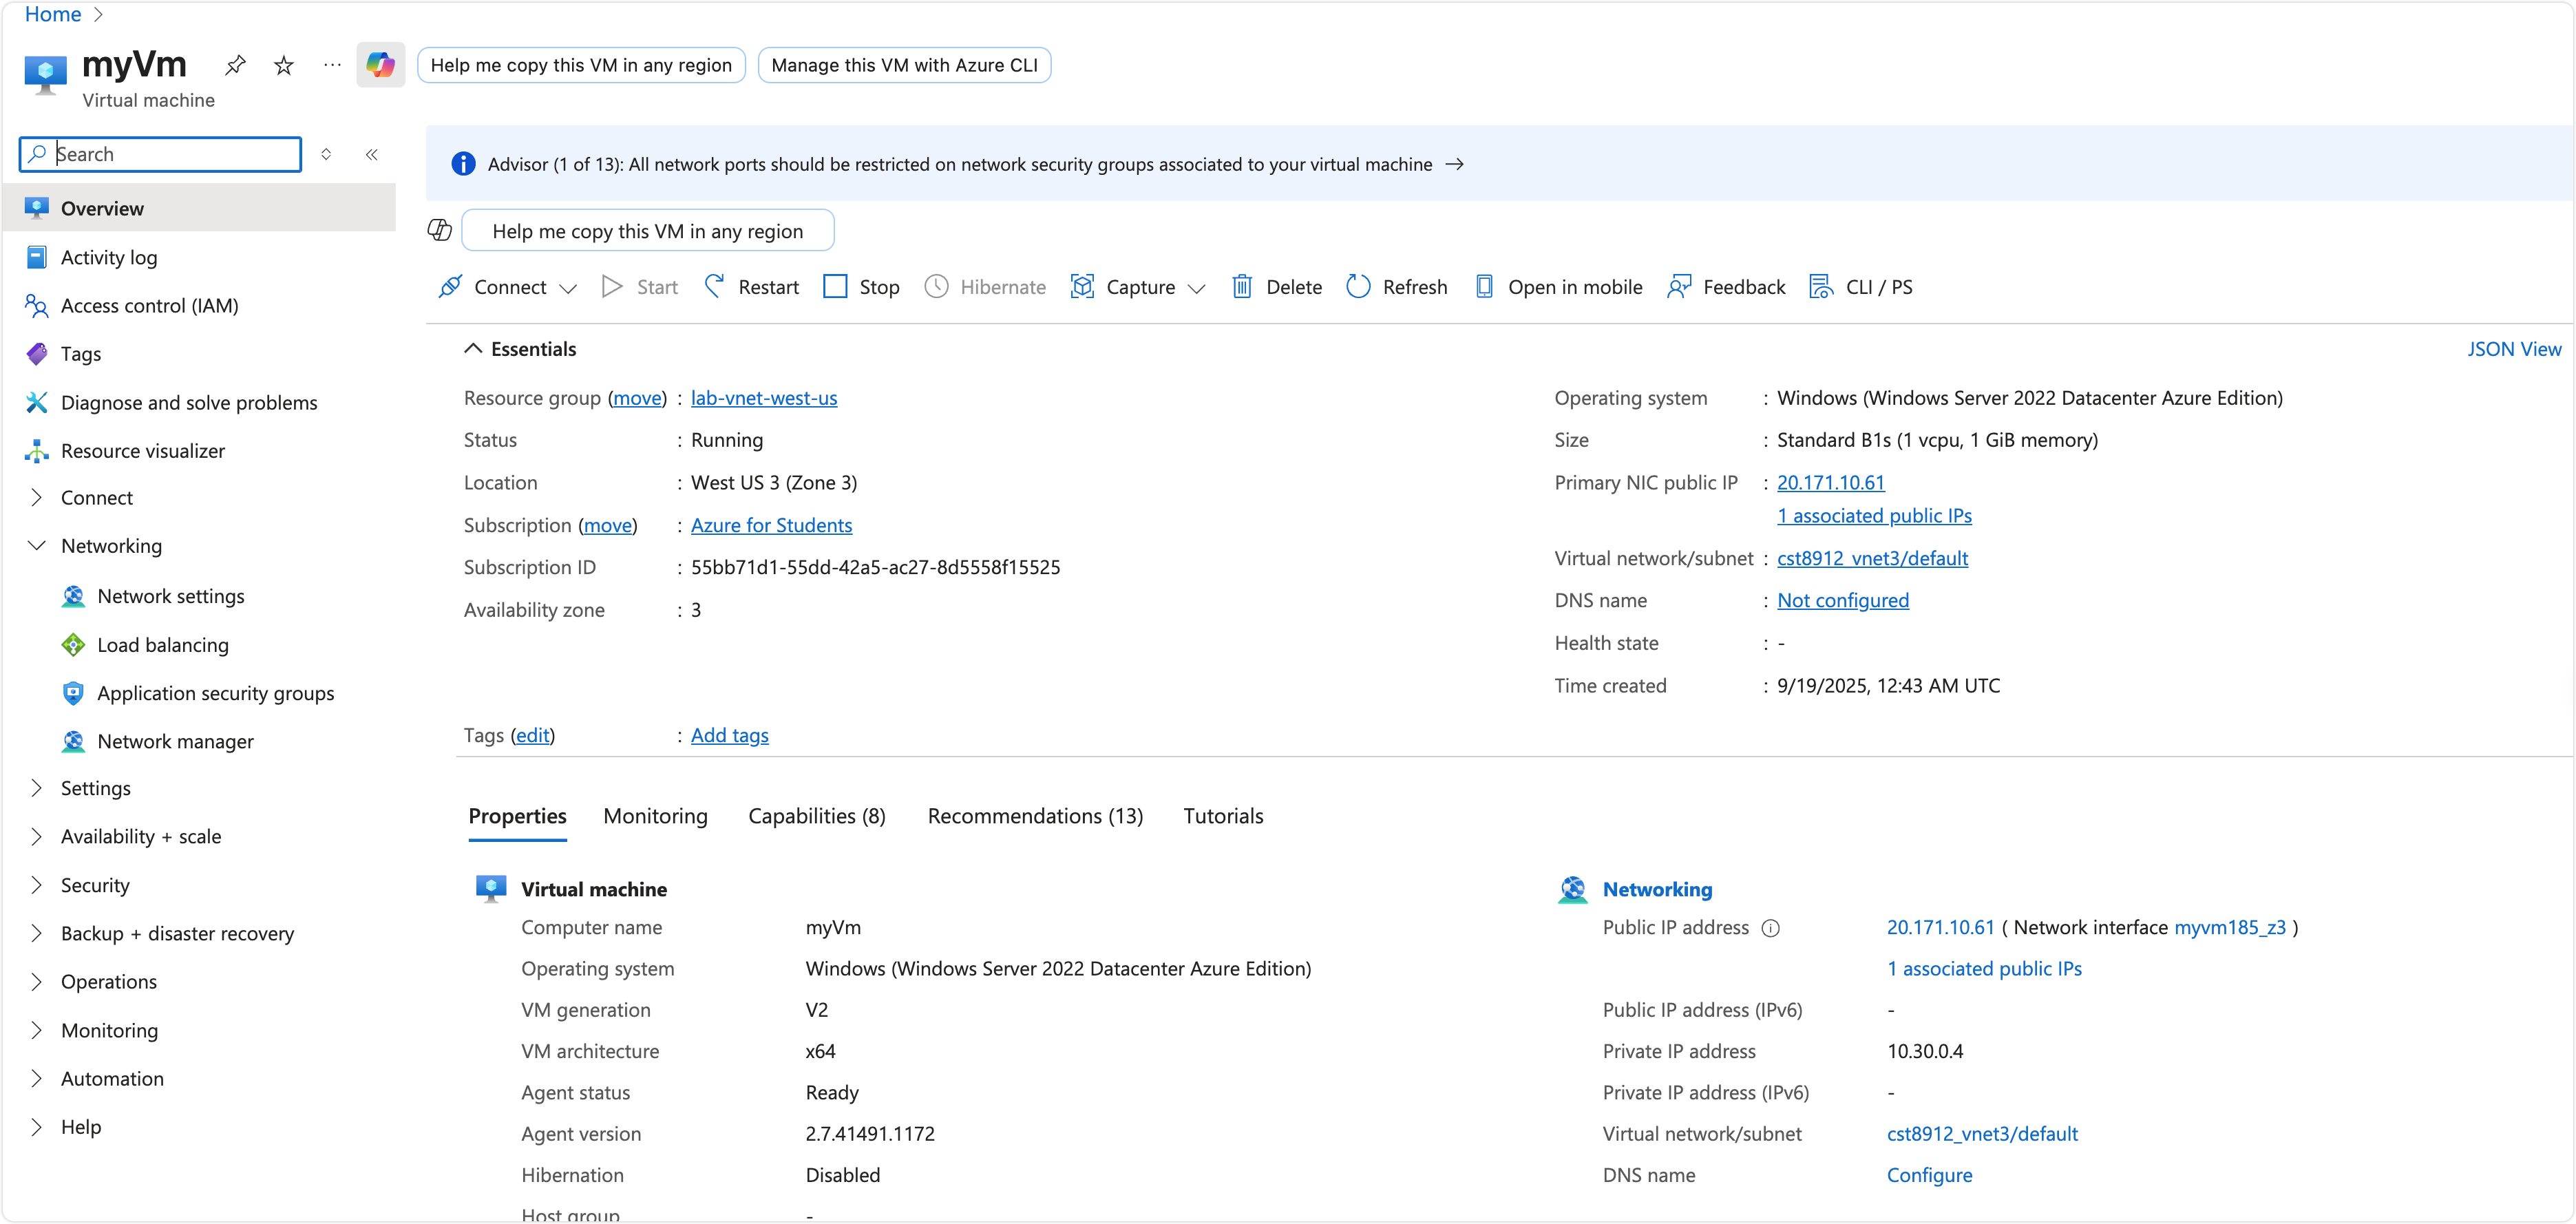 Home
myVm
Help me copy this VM in any region
Manage this VM with Azure CLI
Virtual machine
Search
Overview
Activity log
Access control (IAM)
Tags
Diagnose and solve problems
Resource visualizer
Connect
Networking
Network settings
Load balancing
Application security groups
Network manager
Settings
Availability + scale
Security
Backup + disaster recovery
Operations
Monitoring
Automation
Help
Advisor (1 of 13): All network ports should be restricted on network security groups associated to your virtual machine →
Help me copy this VM in any region
Connect Start Restart Stop Hibernate Capture Delete Refresh Open in mobile Feedback CLI / PS
Essentials
JSON View
Resource group (move) : lab-vnet-west-us
Status : Running
Location : West US 3 (Zone 3)
Subscription (move) : Azure for Students
Subscription ID : 55bb71d1-55dd-42a5-ac27-8d5558f15525
Availability zone : 3
Operating system : Windows (Windows Server 2022 Datacenter Azure Edition)
Size : Standard B1s (1 vcpu, 1 GiB memory)
Primary NIC public IP : 20.171.10.61
1 associated public IPs
Virtual network/subnet : cst8912_vnet3/default
DNS name : Not configured
Health state : -
Time created : 9/19/2025, 12:43 AM UTC
Tags (edit) : Add tags
Properties Monitoring Capabilities (8) Recommendations (13) Tutorials
Virtual machine
Computer name myVm
Operating system Windows (Windows Server 2022 Datacenter Azure Edition)
VM generation V2
VM architecture x64
Agent status Ready
Agent version 2.7.41491.1172
Hibernation Disabled
Host group -
Networking
Public IP address 20.171.10.61 ( Network interface myvm185_z3 )
1 associated public IPs
Public IP address (IPv6) -
Private IP address 10.30.0.4
Private IP address (IPv6) -
Virtual network/subnet cst8912_vnet3/default
DNS name Configure